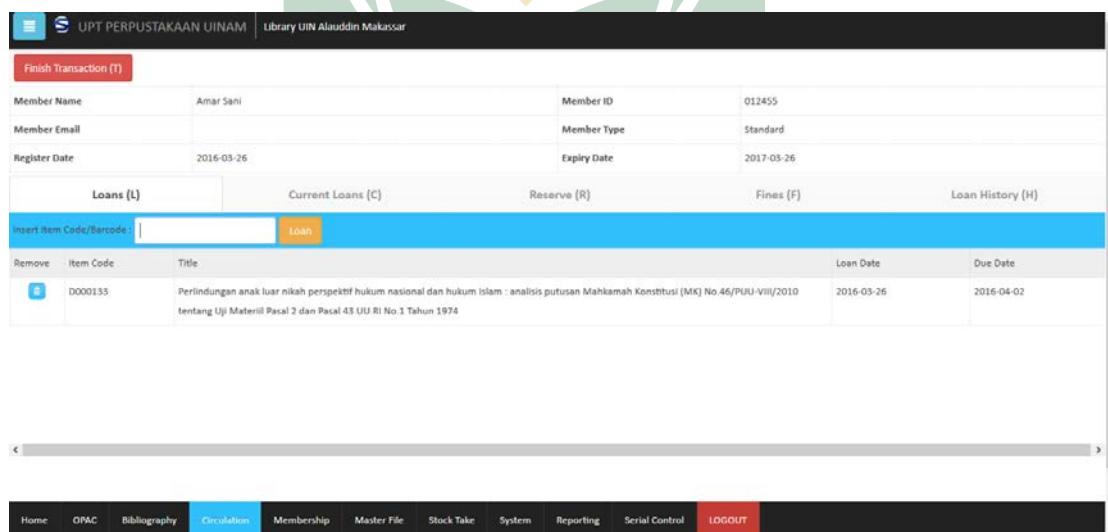 UPT PERPUSTAKAAN UINAM Library UIN Alauddin Makassar
Finish Transaction (T)
Member Name Amar Sani Member ID 012455
Member Email Member Type Standard
Register Date 2016-03-26 Expiry Date 2017-03-26
Loans (L) Current Loans (C) Reserve (R) Fines (F) Loan History (H)
Insert Item Code/Barcode : Loan
Remove Item Code Title Loan Date Due Date
D000133 Perlindungan anak luar nikah perspektif hukum nasional dan hukum Islam : analisis putusan Mahkamah Konstitusi (MK) No.46/PUU-VIII/2010 2016-03-26 2016-04-02
tentang Uji Materiil Pasal 2 dan Pasal 43 UU RI No.1 Tahun 1974
Home OPAC Bibliography Circulation Membership Master File Stock Take System Reporting Serial Control LOGOUT